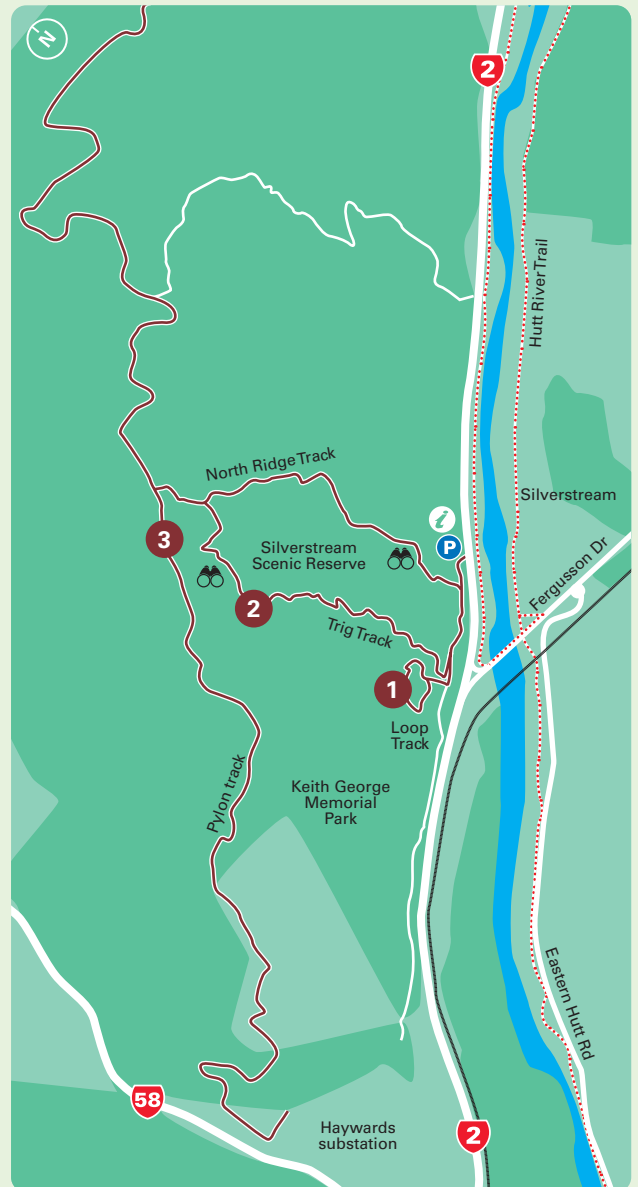 N
2
Hutt River Trail
North Ridge Track
Silverstream
i
P
3
Silverstream
Scenic Reserve
Fergusson Dr
2
Trig Track
1
Loop
Track
Keith George
Memorial
Park
Pylon track
Eastern Hutt Rd
58
Haywards
substation
2